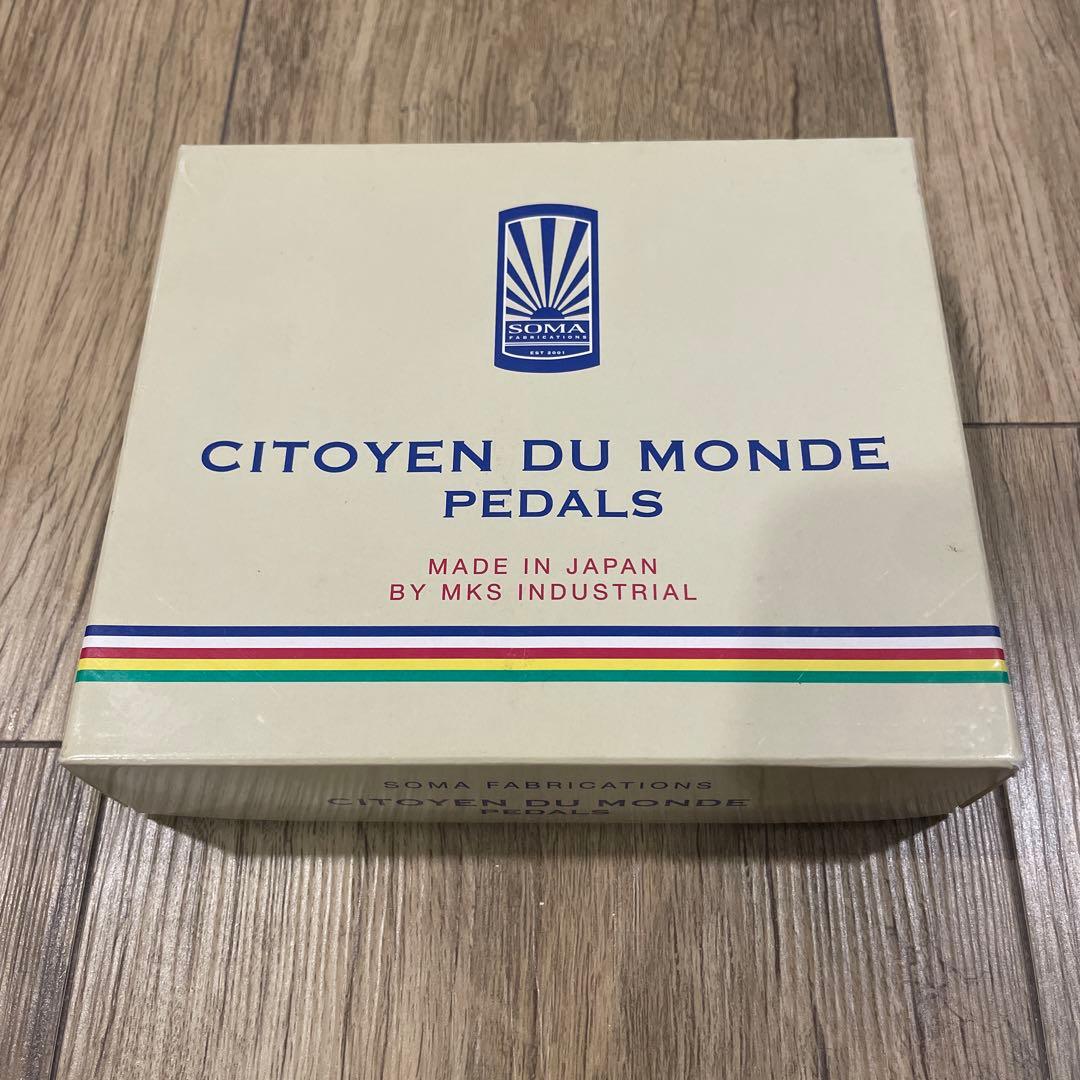 SOMA
FABRICATIONS
EST 2001
CITOYEN DU MONDE
PEDALS
MADE IN JAPAN
BY MKS INDUSTRIAL
SOMA FABRICATIONS
CITOYEN DU MONDE
PEDALS